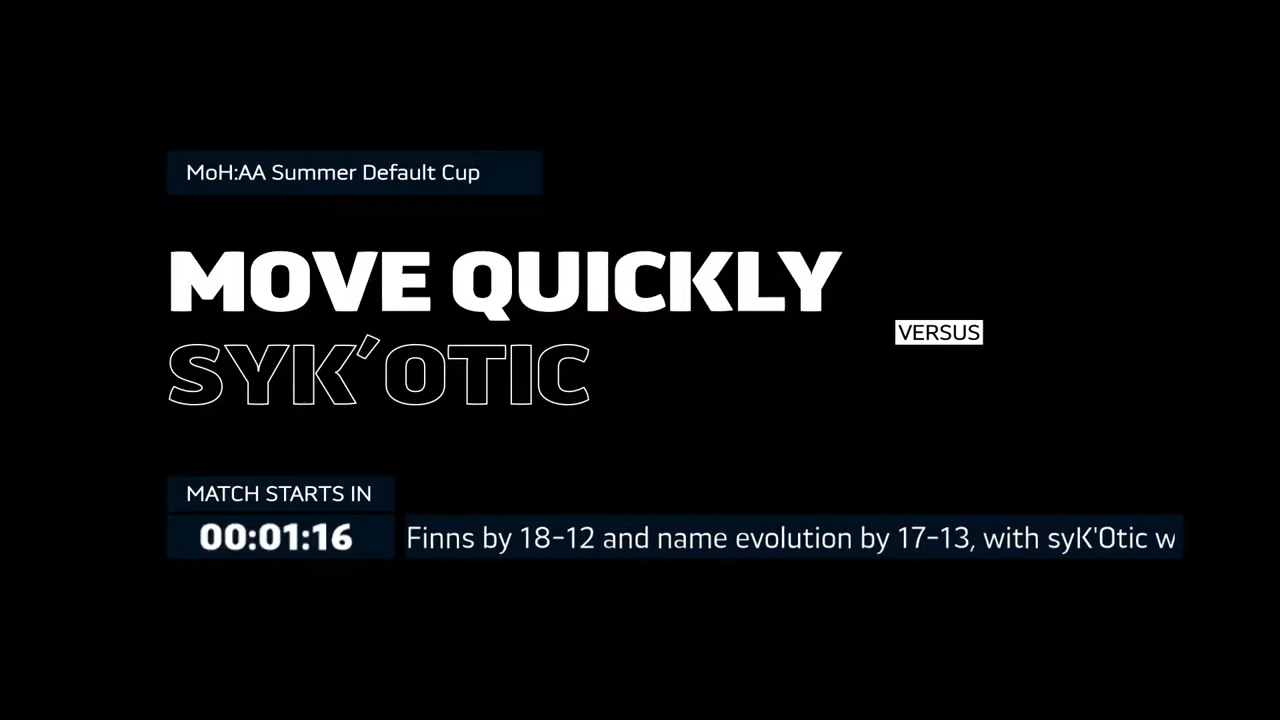 MoH:AA Summer Default Cup
MOVE QUICKLY
VERSUS
SYK'OTIC
MATCH STARTS IN
00:01:16
Finns by 18-12 and name evolution by 17-13, with syK'Otic w